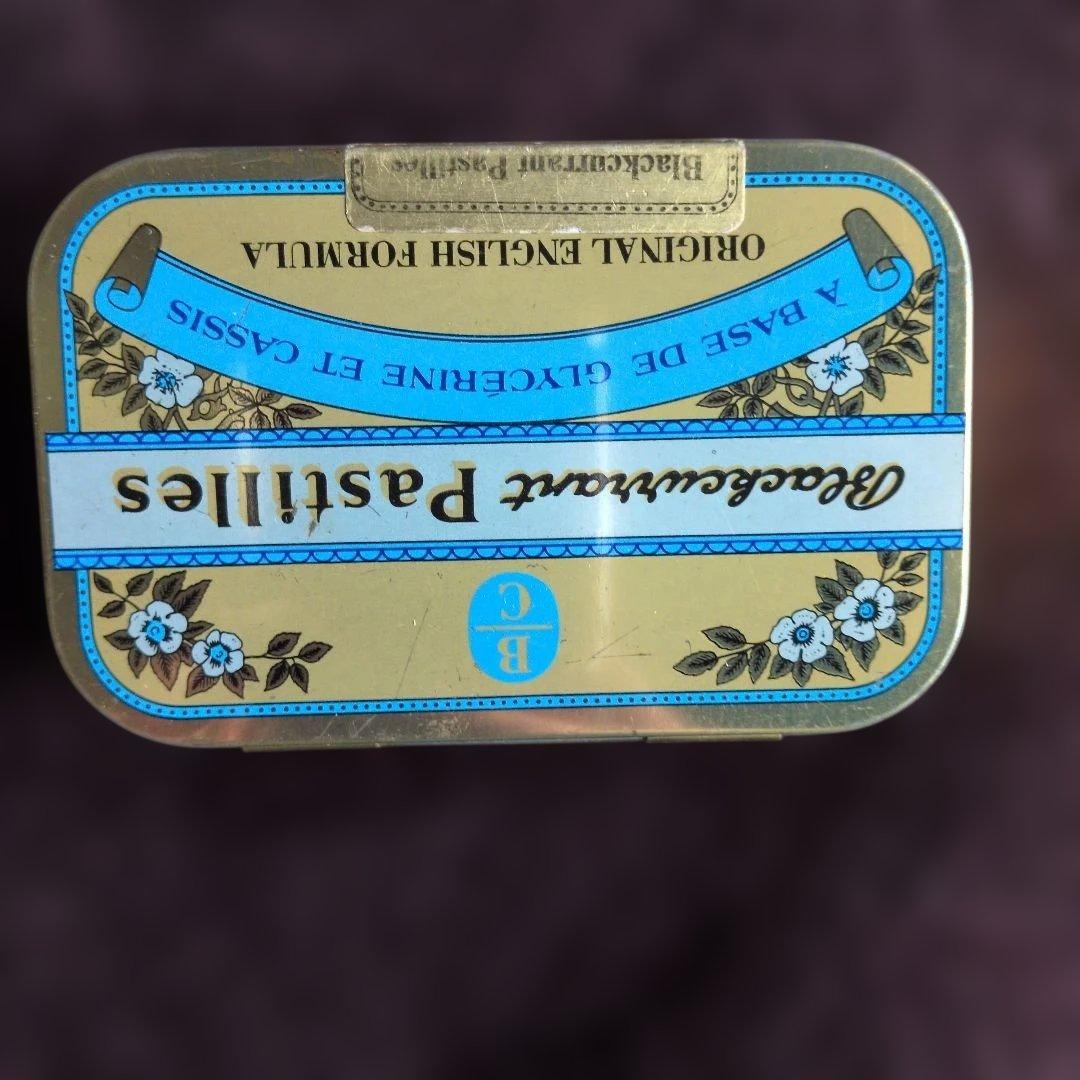 B
C
Blackcurrant Pastilles
À BASE DE GLYCÉRINE ET CASSIS
ORIGINAL ENGLISH FORMULA
Blackcurrant Pastilles